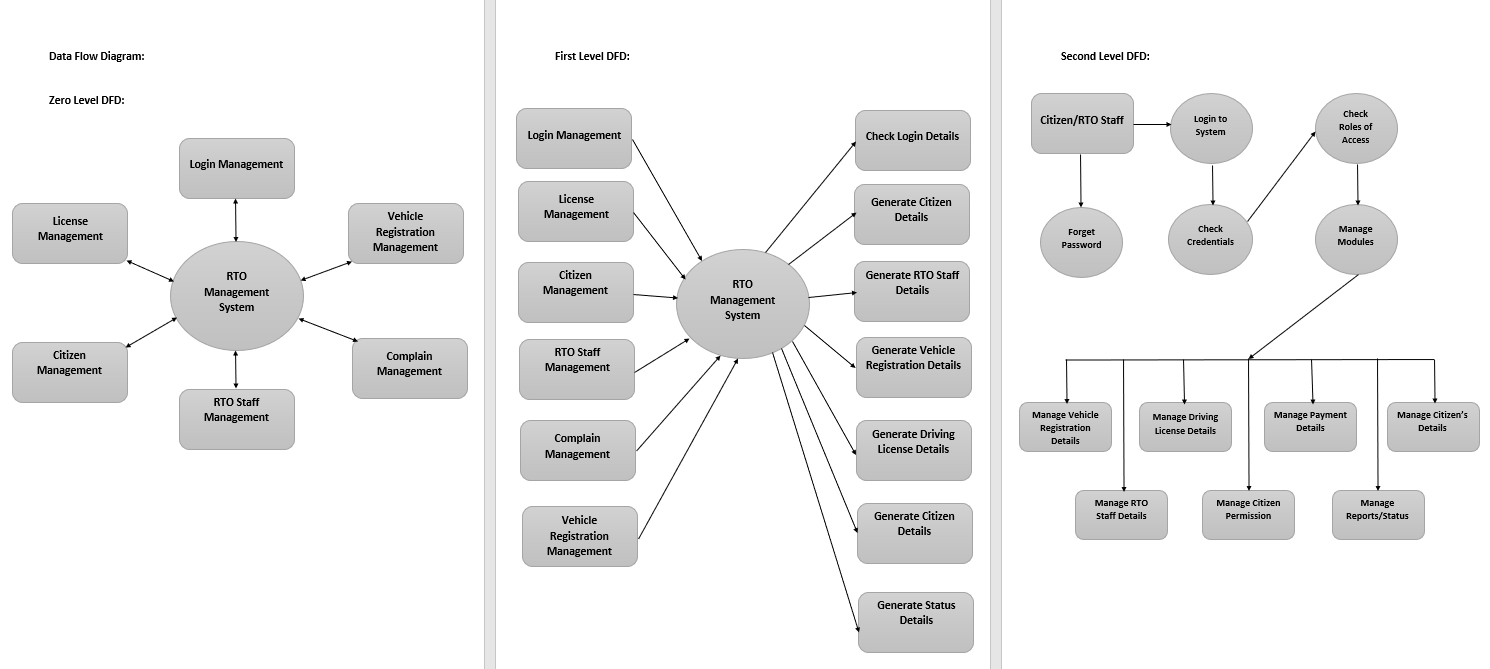 Data Flow Diagram:
Zero Level DFD:
Login Management
License
Management
Vehicle
Registration
Management
RTO
Management
System
Citizen
Management
Complain
Management
RTO Staff
Management
First Level DFD:
Login Management
License
Management
Citizen
Management
RTO Staff
Management
Complain
Management
Vehicle
Registration
Management
RTO
Management
System
Check Login Details
Generate Citizen
Details
Generate RTO Staff
Details
Generate Vehicle
Registration Details
Generate Driving
License Details
Generate Citizen
Details
Generate Status
Details
Second Level DFD:
Citizen/RTO Staff
Login to
System
Check
Roles of
Access
Forget
Password
Check
Credentials
Manage
Modules
Manage Vehicle
Registration
Details
Manage Driving
License Details
Manage Payment
Details
Manage Citizen's
Details
Manage RTO
Staff Details
Manage Citizen
Permission
Manage
Reports/Status